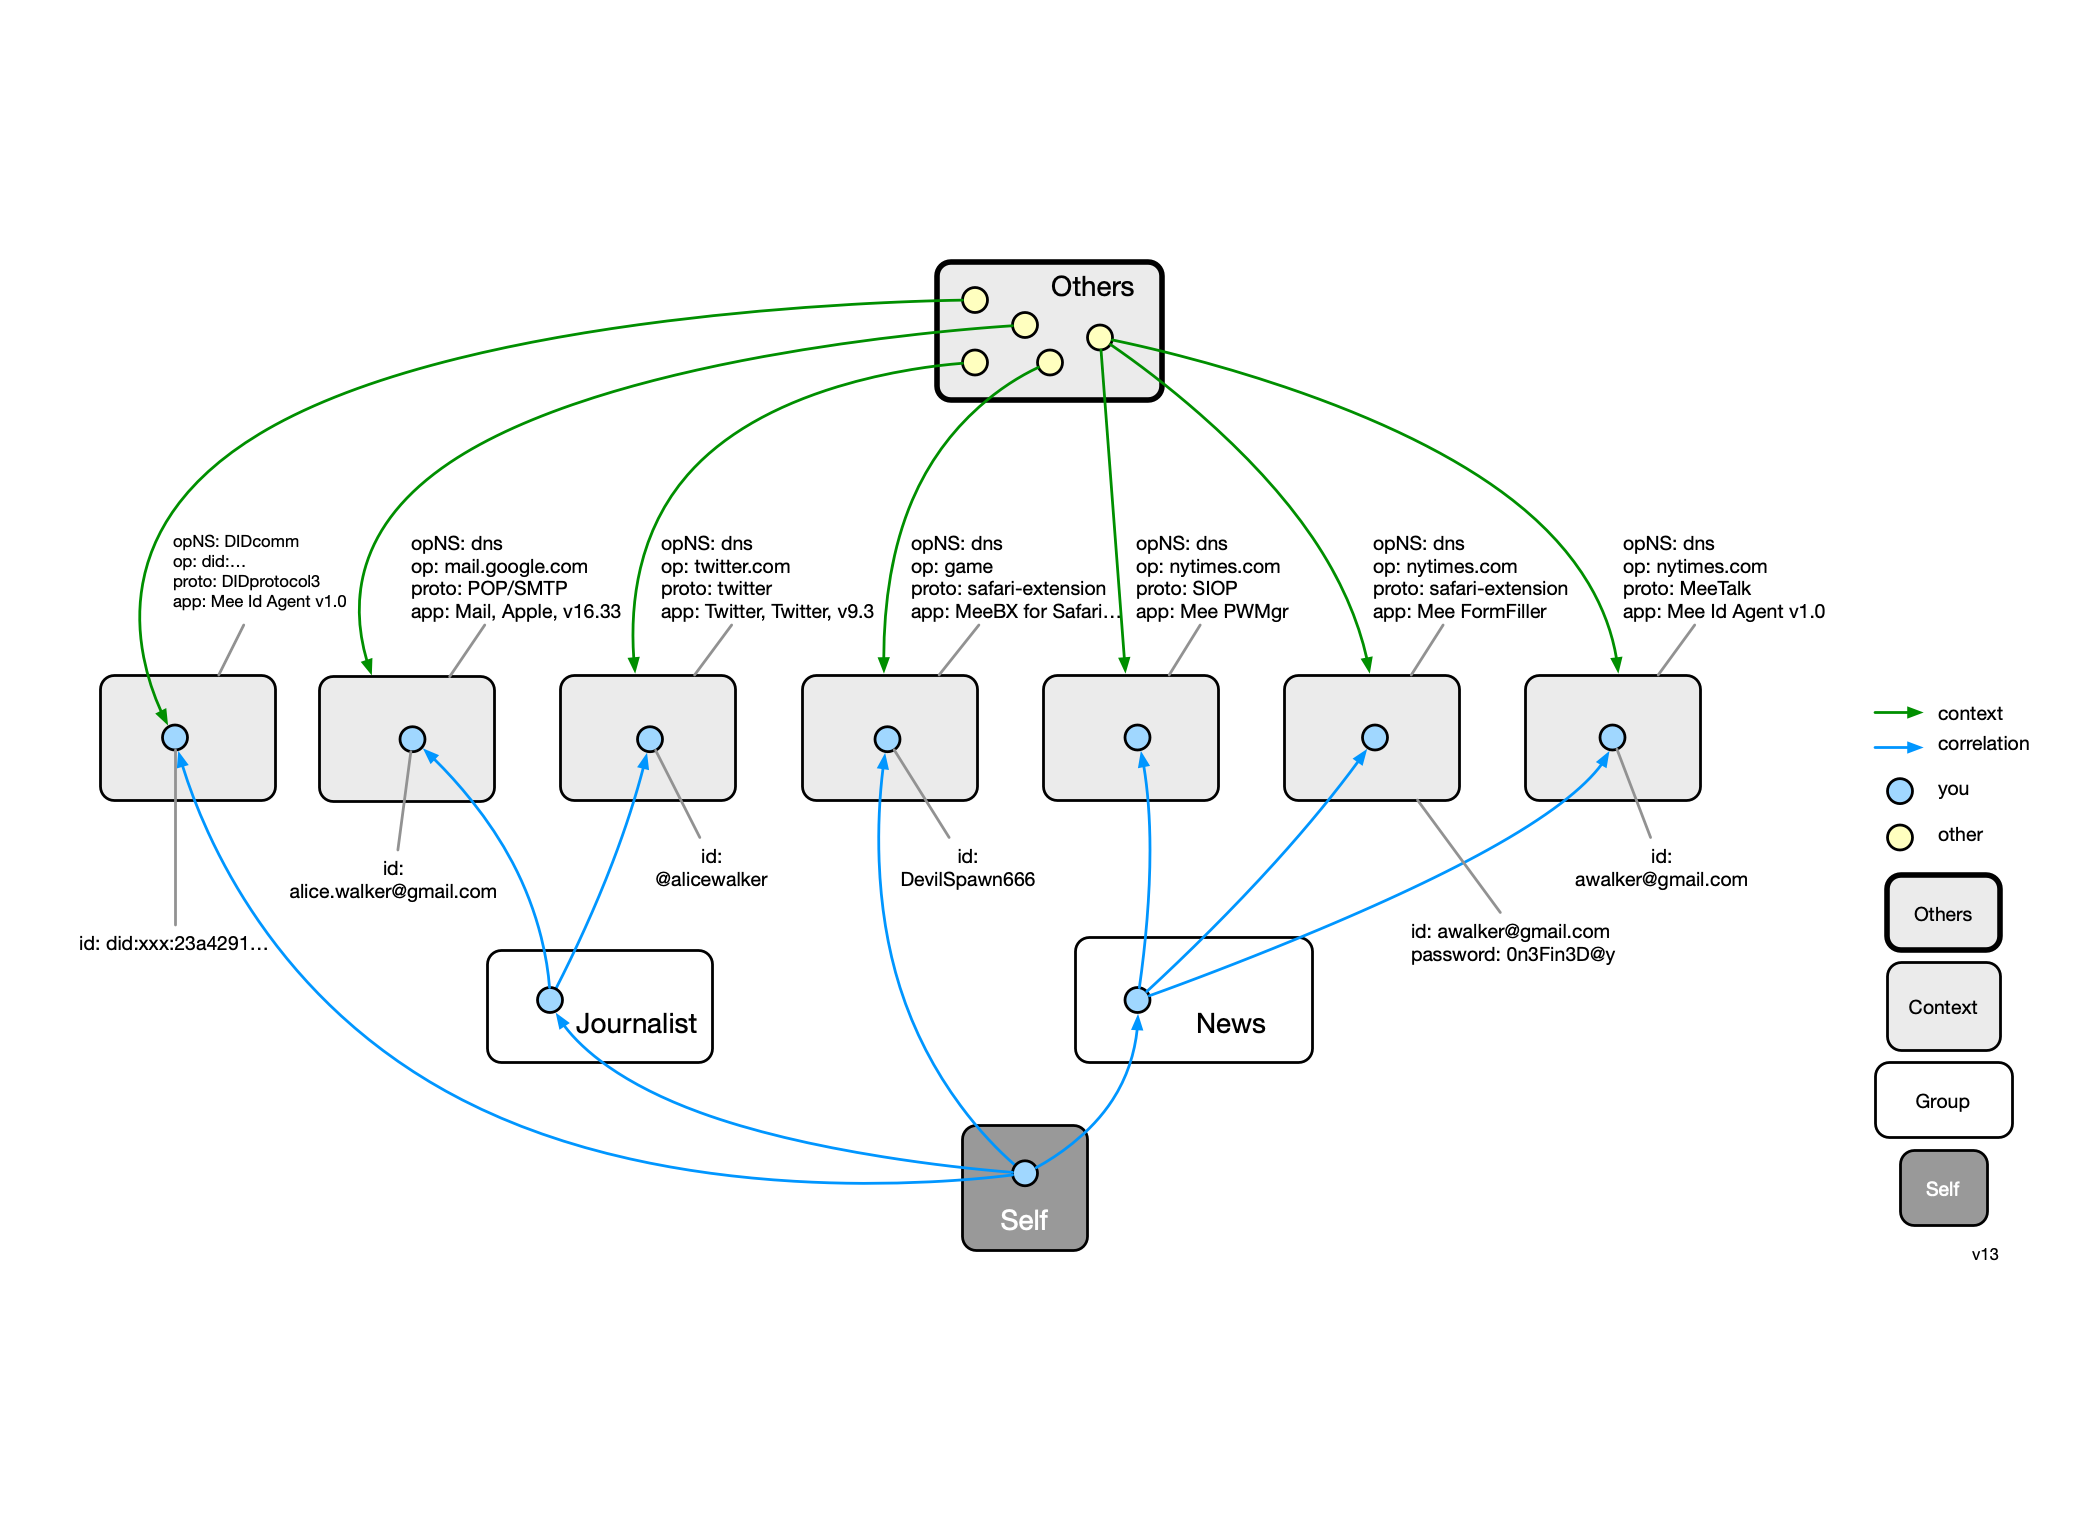 Others
opNS: DIDcomm
op: did:...
proto: DIDprotocol3
app: Mee Id Agent v1.0
opNS: dns
op: mail.google.com
proto: POP/SMTP
app: Mail, Apple, v16.33
opNS: dns
op: twitter.com
proto: twitter
app: Twitter, Twitter, v9.3
opNS: dns
op: game
proto: safari-extension
app: MeeBX for Safari...
opNS: dns
op: nytimes.com
proto: SIOP
app: Mee PWMgr
opNS: dns
op: nytimes.com
proto: safari-extension
app: Mee FormFiller
opNS: dns
op: nytimes.com
proto: MeeTalk
app: Mee Id Agent v1.0
id: did:xxx:23a4291...
id:
alice.walker@gmail.com
id:
@alicewalker
id:
DevilSpawn666
id: awalker@gmail.com
password: 0n3Fin3D@y
id:
awalker@gmail.com
Journalist
News
Self
context
correlation
you
other
Others
Context
Group
Self
v13